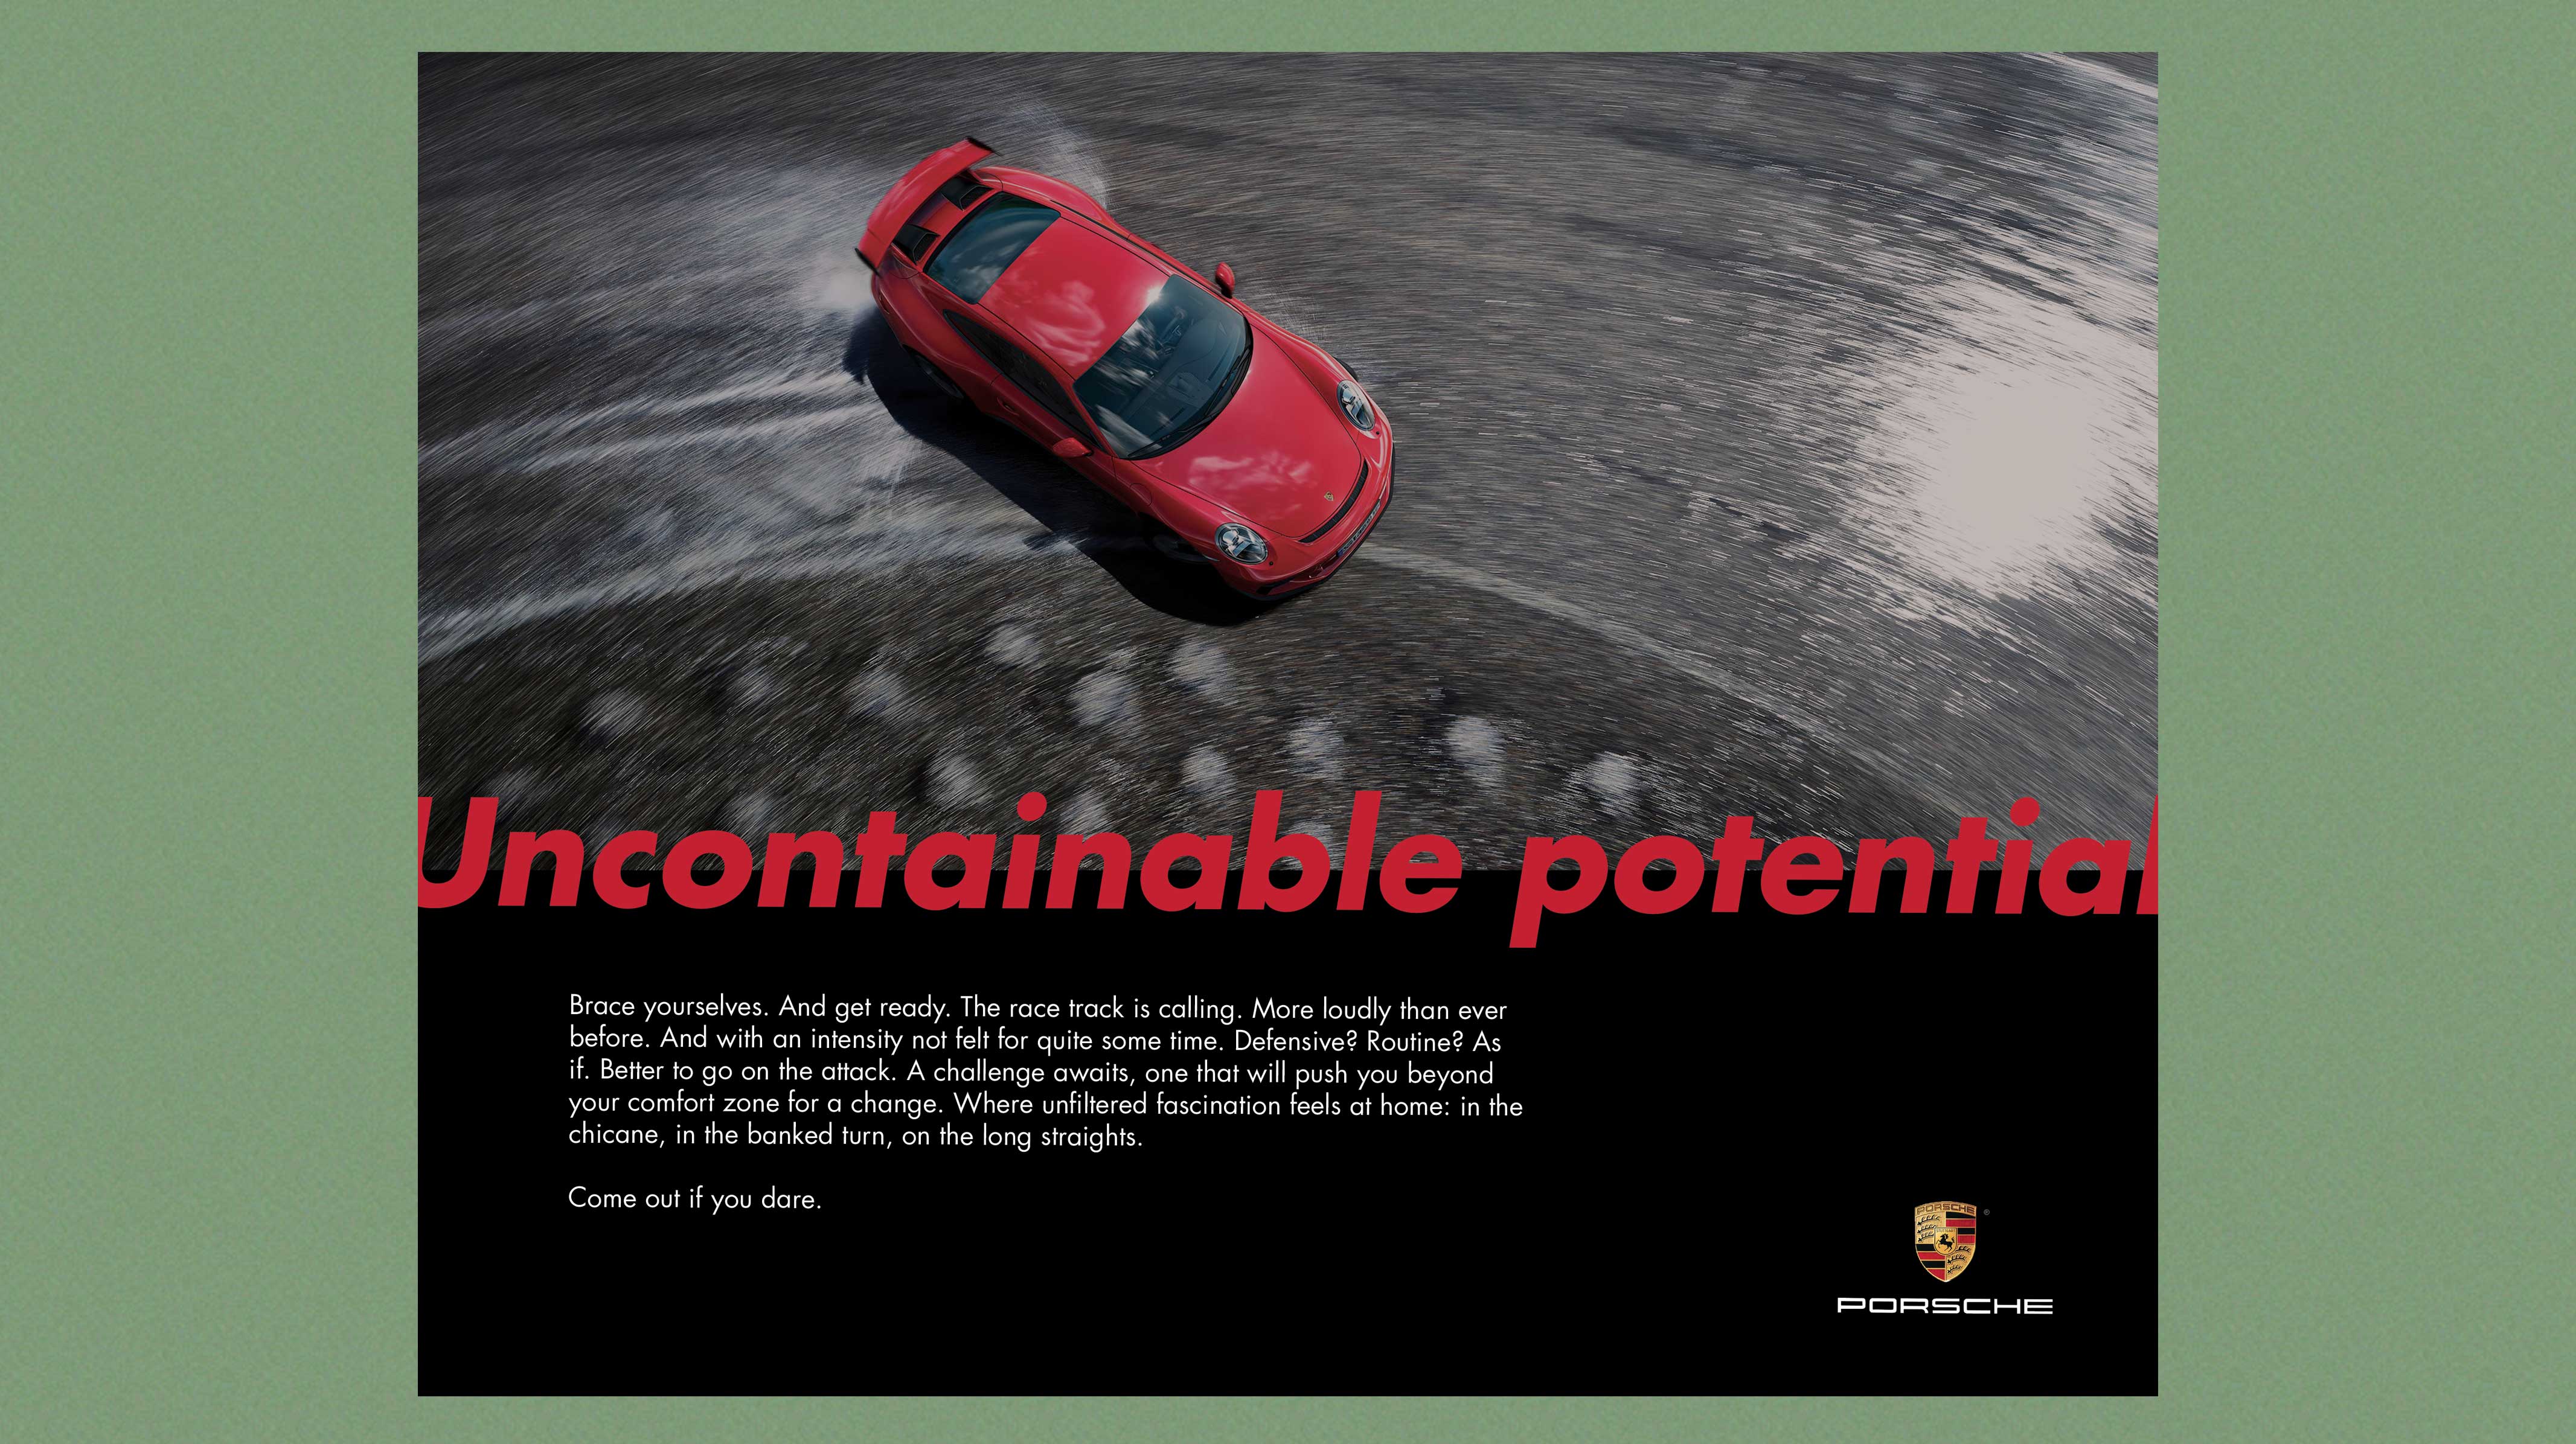 Uncontainable potential
Brace yourselves. And get ready. The race track is calling. More loudly than ever
before. And with an intensity not felt for quite some time. Defensive? Routine? As
if. Better to go on the attack. A challenge awaits, one that will push you beyond
your comfort zone for a change. Where unfiltered fascination feels at home: in the
chicane, in the banked turn, on the long straights.
Come out if you dare.
PORSCHE
®
PORSCHE